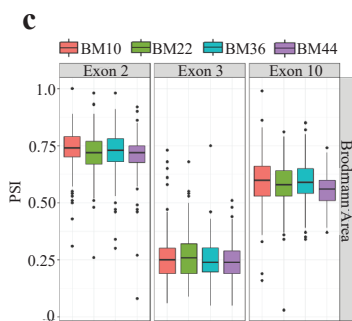 c
BM10 BM22 BM36 BM44
Exon 2 Exon 3 Exon 10
1.0
0.75
0.50
0.25
0
PSI
Brodmann Area